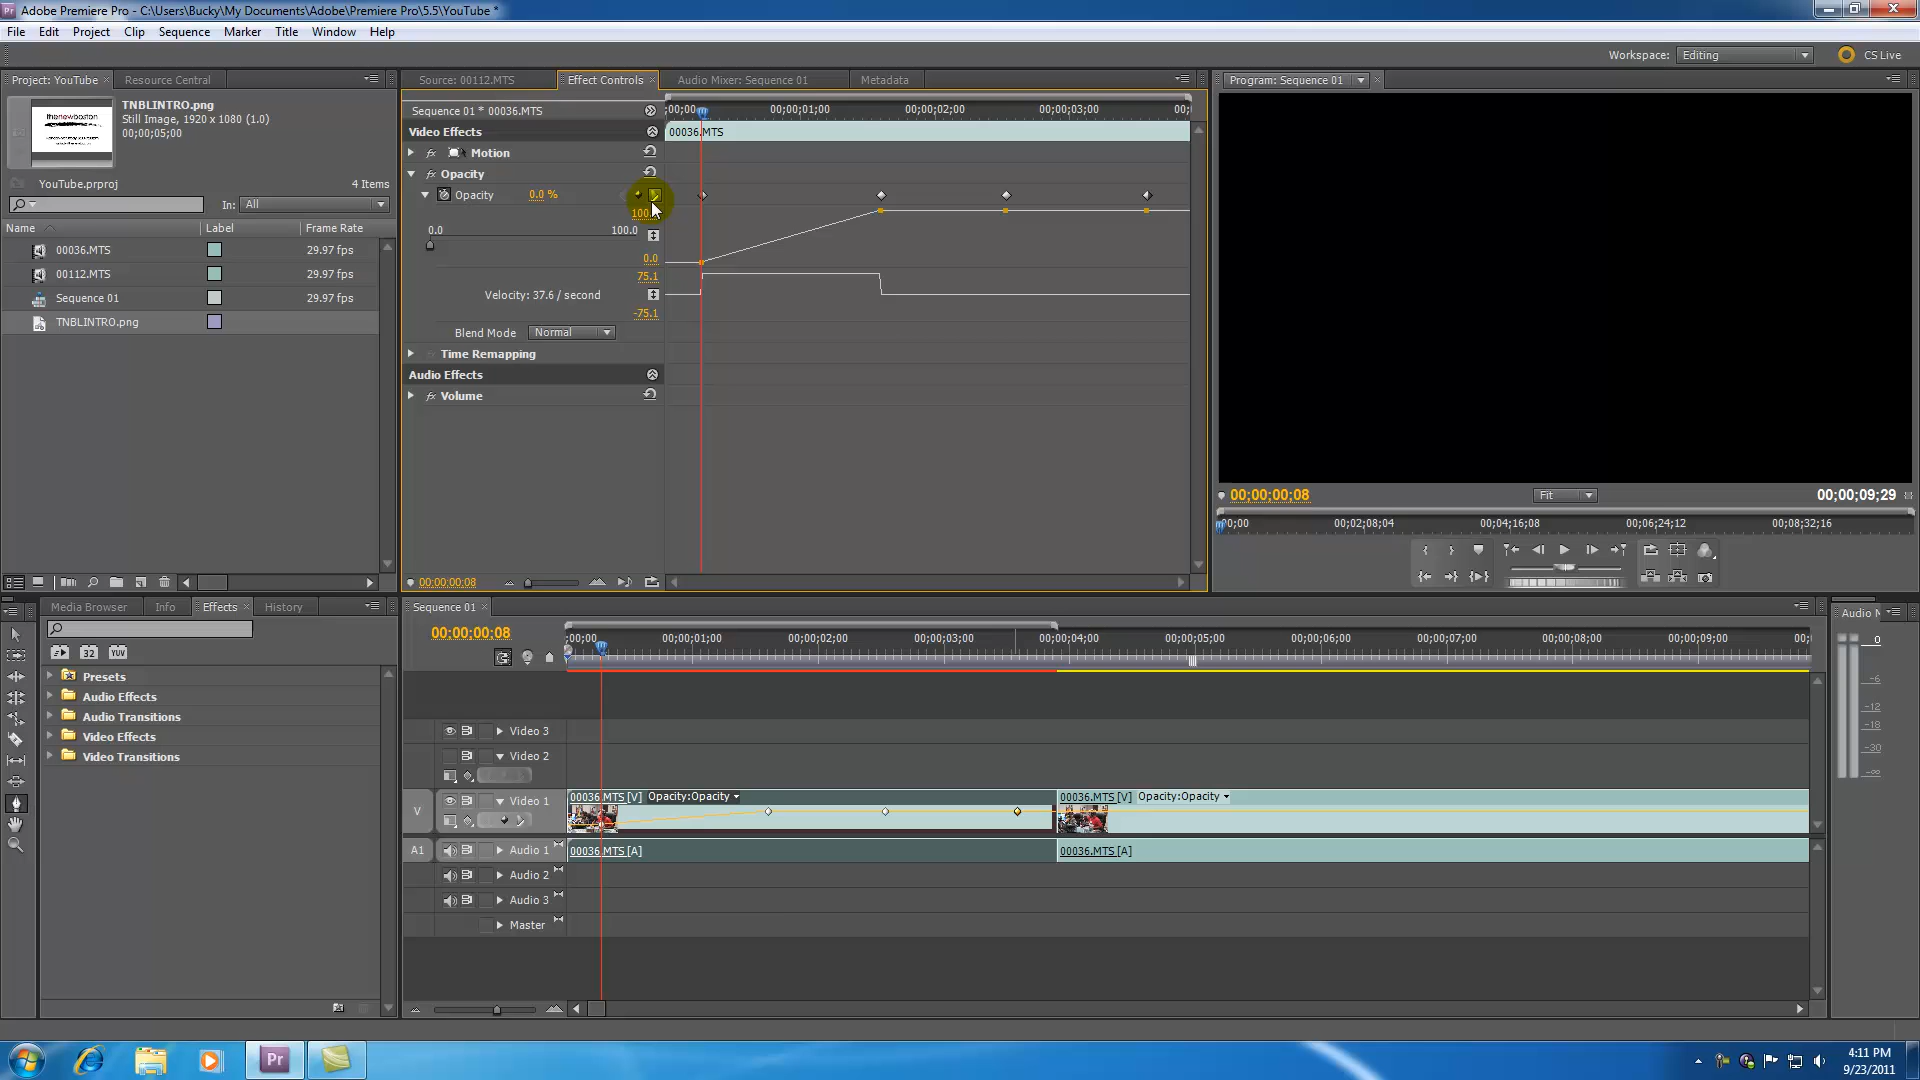 Adobe Premiere Pro - C:\Users\Bucky\My Documents\Adobe\Premiere Pro\5.5\YouTube *
File Edit Project Clip Sequence Marker Title Window Help
Workspace: Editing CS Live
Project: YouTube Resource Central
TNBLINTRO.png
Still Image, 1920 x 1080 (1.0)
00;00;05;00
thenewboston
YouTube.prproj 4 Items
In: All
Name Label Frame Rate
00036.MTS 29.97 fps
00112.MTS 29.97 fps
Sequence 01 29.97 fps
TNBLINTRO.png
Source: 00112.MTS Effect Controls Audio Mixer: Sequence 01 Metadata
Sequence 01 * 00036.MTS
;00;00 00;00;01;00 00;00;02;00 00;00;03;00 00;
Video Effects 00036.MTS
fx Motion
fx Opacity
Opacity 0.0 %
100.
0.0 100.0
0.0
75.1
Velocity: 37.6 / second
-75.1
Blend Mode Normal
Time Remapping
Audio Effects
fx Volume
00;00;00;08
Program: Sequence 01
00;00;00;08 Fit 00;00;09;29
00;00 00;02;08;04 00;04;16;08 00;06;24;12 00;08;32;16
Media Browser Info Effects History
32 YUV
Presets
Audio Effects
Audio Transitions
Video Effects
Video Transitions
Sequence 01
00;00;00;08
;00;00 00;00;01;00 00;00;02;00 00;00;03;00 00;00;04;00 00;00;05;00 00;00;06;00 00;00;07;00 00;00;08;00 00;00;09;00 00;
Video 3
Video 2
V Video 1
00036.MTS [V] Opacity:Opacity
00036.MTS [V] Opacity:Opacity
A1 Audio 1 00036.MTS [A] 00036.MTS [A]
Audio 2
Audio 3
Master
Audio M
0
-6
-12
-18
-30
-∞
Pr
4:11 PM
9/23/2011